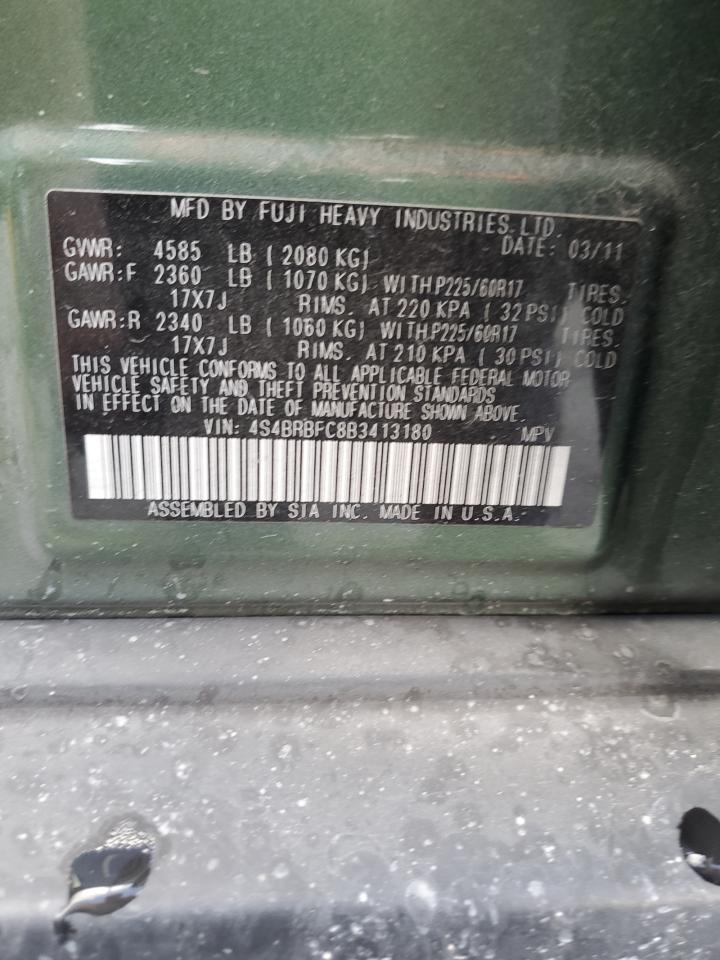 MFD BY FUJI HEAVY INDUSTRIES LTD.
DATE: 03/11
GVWR: 4585 LB ( 2080 KG)
GAWR:F 2360 LB ( 1070 KG) WITH P225/60R17 TIRES.
17X7J RIMS. AT 220 KPA ( 32 PSI) COLD
GAWR:R 2340 LB ( 1060 KG) WITH P225/60R17 TIRES.
17X7J RIMS. AT 210 KPA ( 30 PSI) COLD
THIS VEHICLE CONFORMS TO ALL APPLICABLE FEDERAL MOTOR
VEHICLE SAFETY AND THEFT PREVENTION STANDARDS
IN EFFECT ON THE DATE OF MANUFACTURE SHOWN ABOVE.
VIN: 4S4BRBFC8B3413180 MPV
ASSEMBLED BY SIA INC. MADE IN U.S.A.